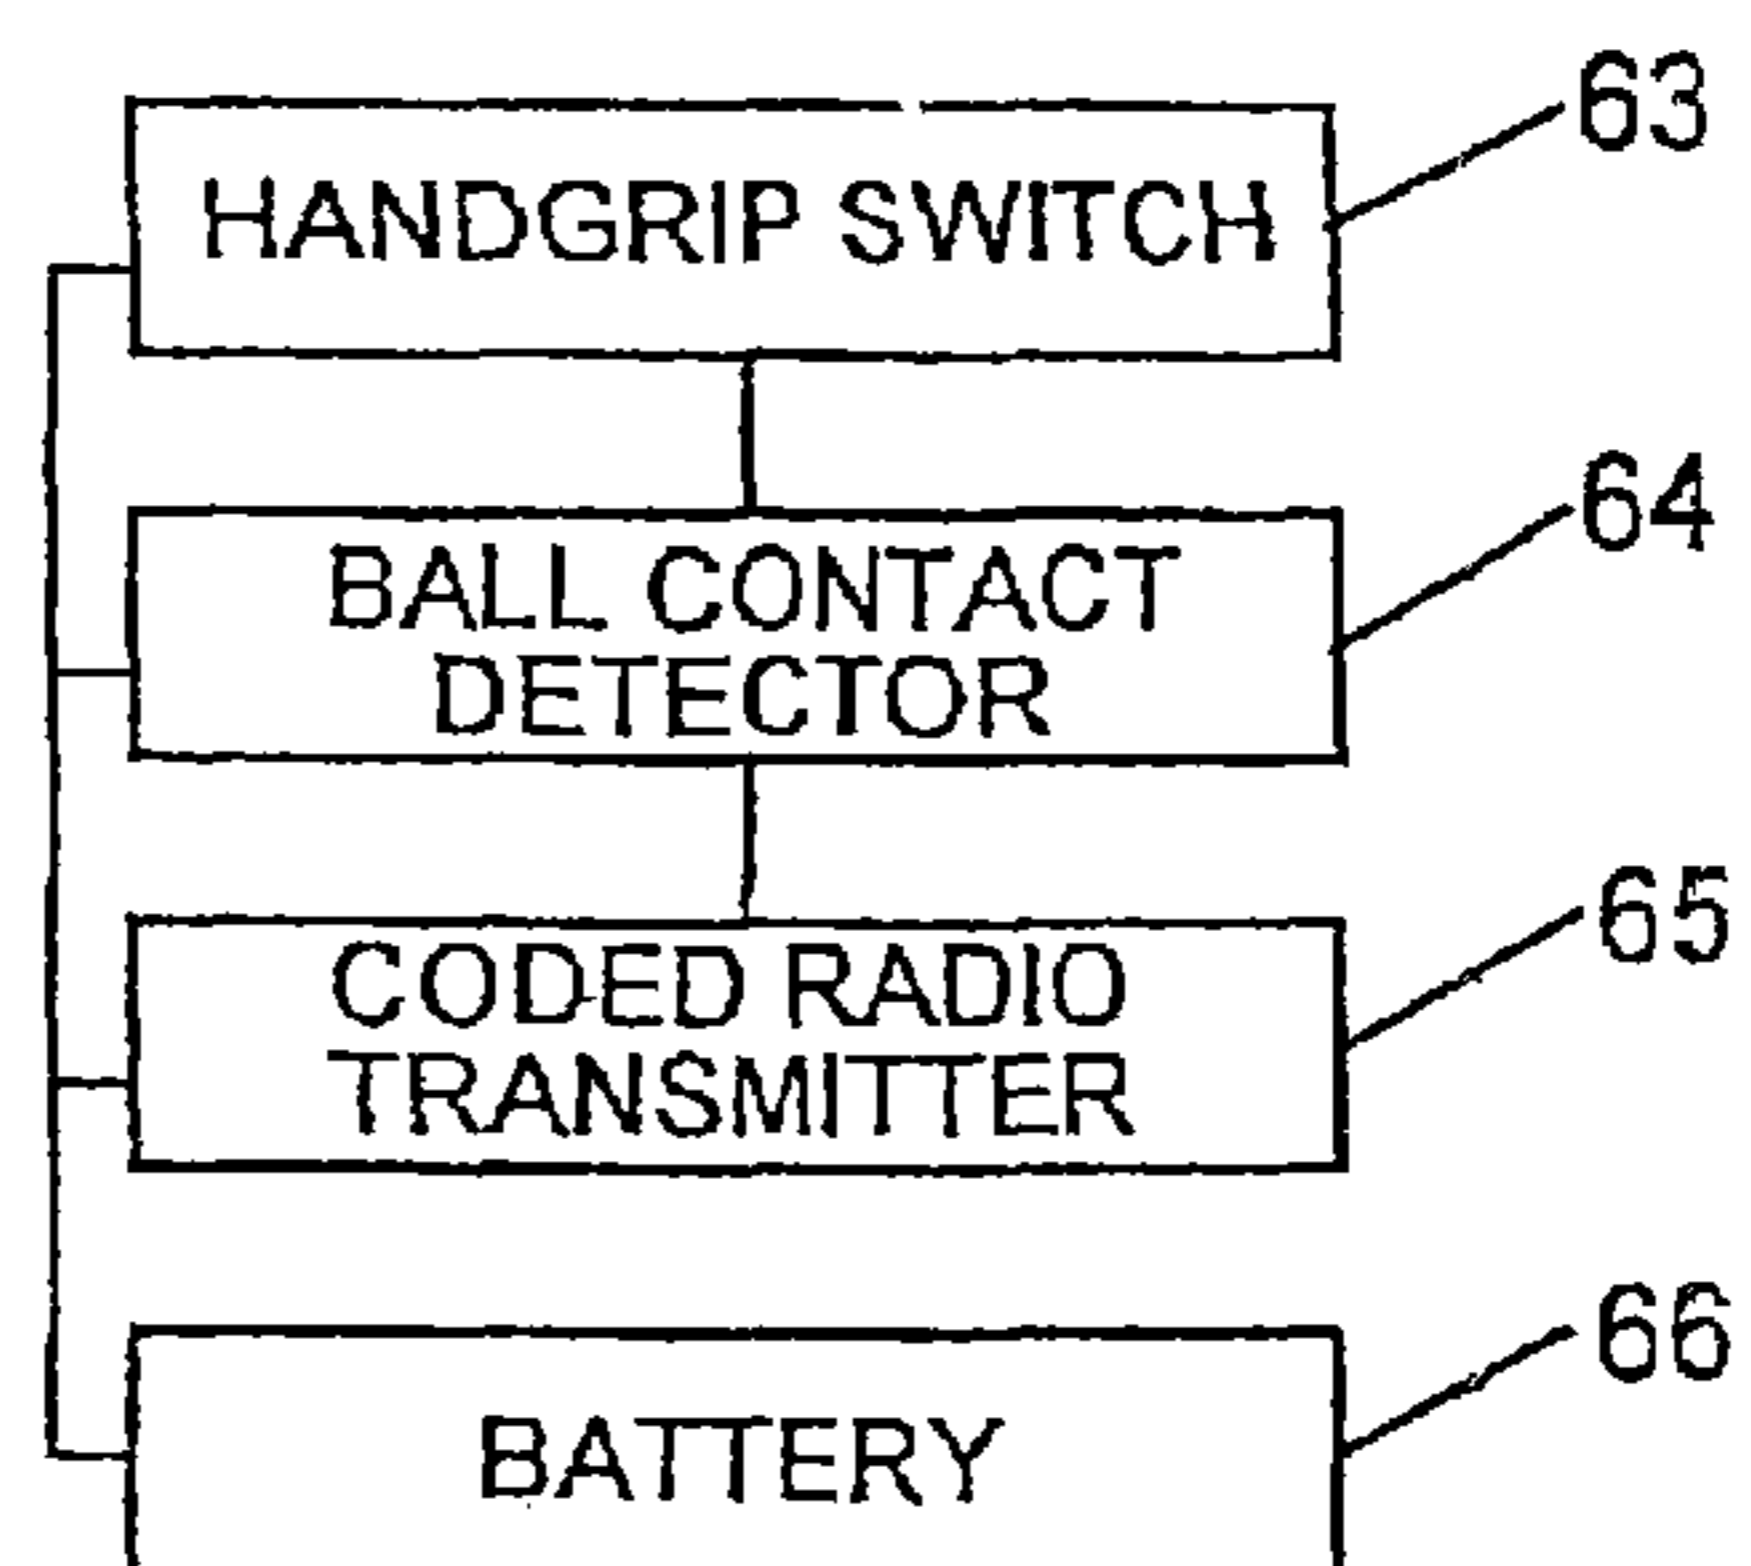 63
HANDGRIP SWITCH
64
BALL CONTACT
DETECTOR
65
CODED RADIO
TRANSMITTER
66
BATTERY